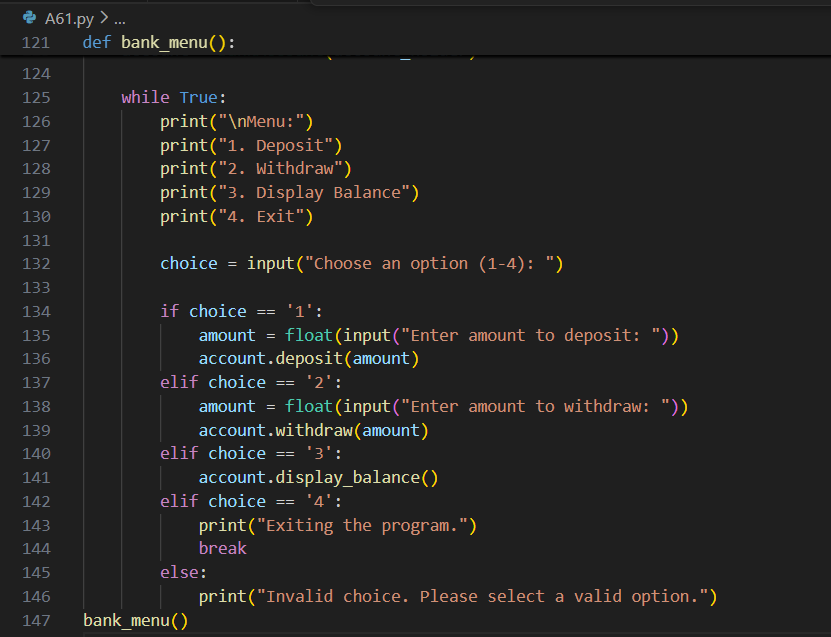 A61.py > ...
121 def bank_menu():
124
125 while True:
126 print("\nMenu:")
127 print("1. Deposit")
128 print("2. Withdraw")
129 print("3. Display Balance")
130 print("4. Exit")
131
132 choice = input("Choose an option (1-4): ")
133
134 if choice == '1':
135 amount = float(input("Enter amount to deposit: "))
136 account.deposit(amount)
137 elif choice == '2':
138 amount = float(input("Enter amount to withdraw: "))
139 account.withdraw(amount)
140 elif choice == '3':
141 account.display_balance()
142 elif choice == '4':
143 print("Exiting the program.")
144 break
145 else:
146 print("Invalid choice. Please select a valid option.")
147 bank_menu()